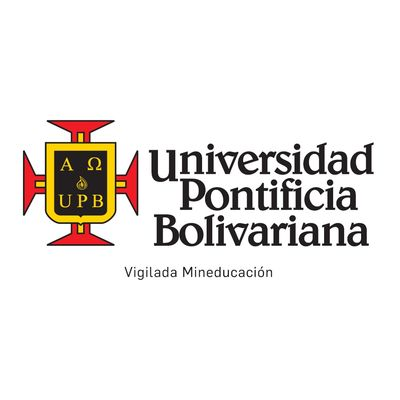 Α Ω
UPB
Universidad
Pontificia
Bolivariana
Vigilada Mineducación